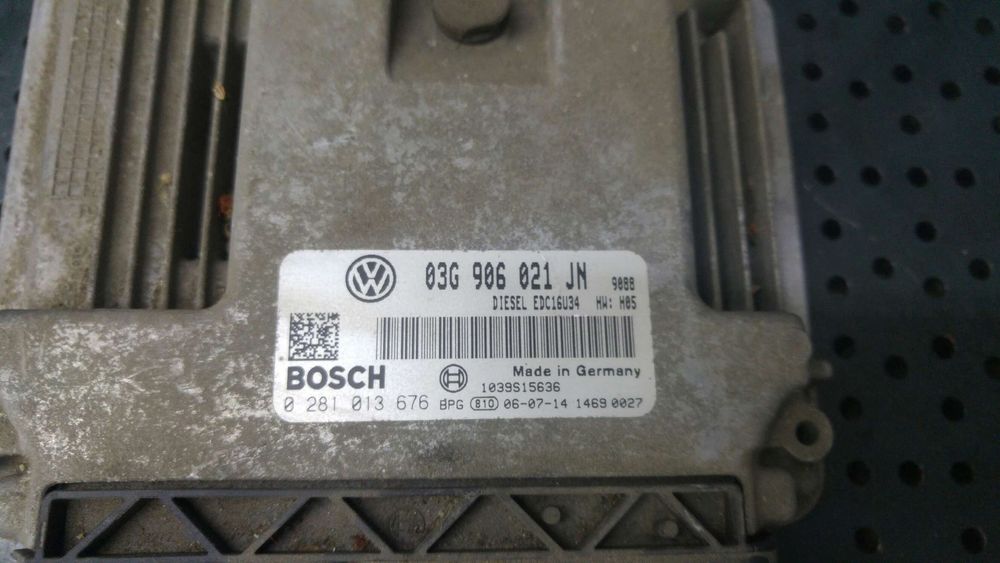 03G 906 021 JN 9088
DIESEL EDC16U34 HW: H05
BOSCH
Made in Germany
1039S15636
0 281 013 676 BPG 810 06-07-14 1469 0027